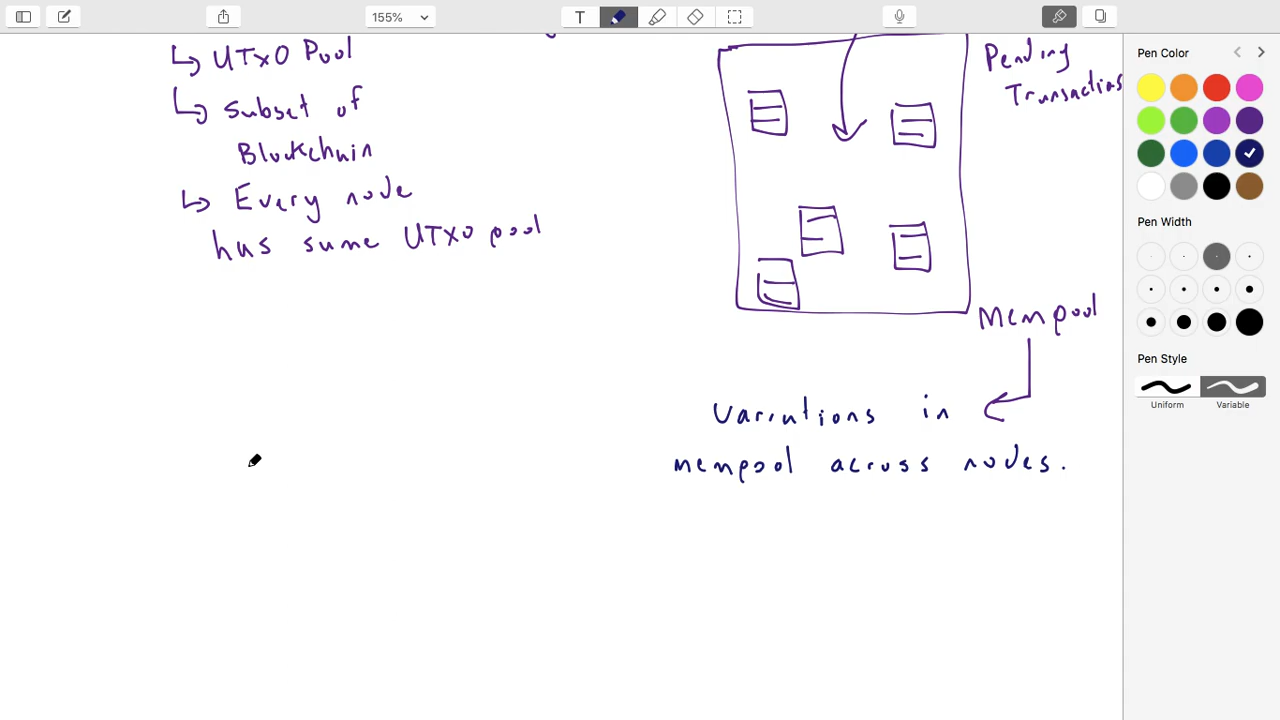 155%
T
↳ UTXO Pool
↳ subset of
Blockchain
↳ Every node
has same UTXO pool
Pending
Transactions
Mempool
variations in
mempool across nodes.
Pen Color
Pen Width
Pen Style
Uniform
Variable